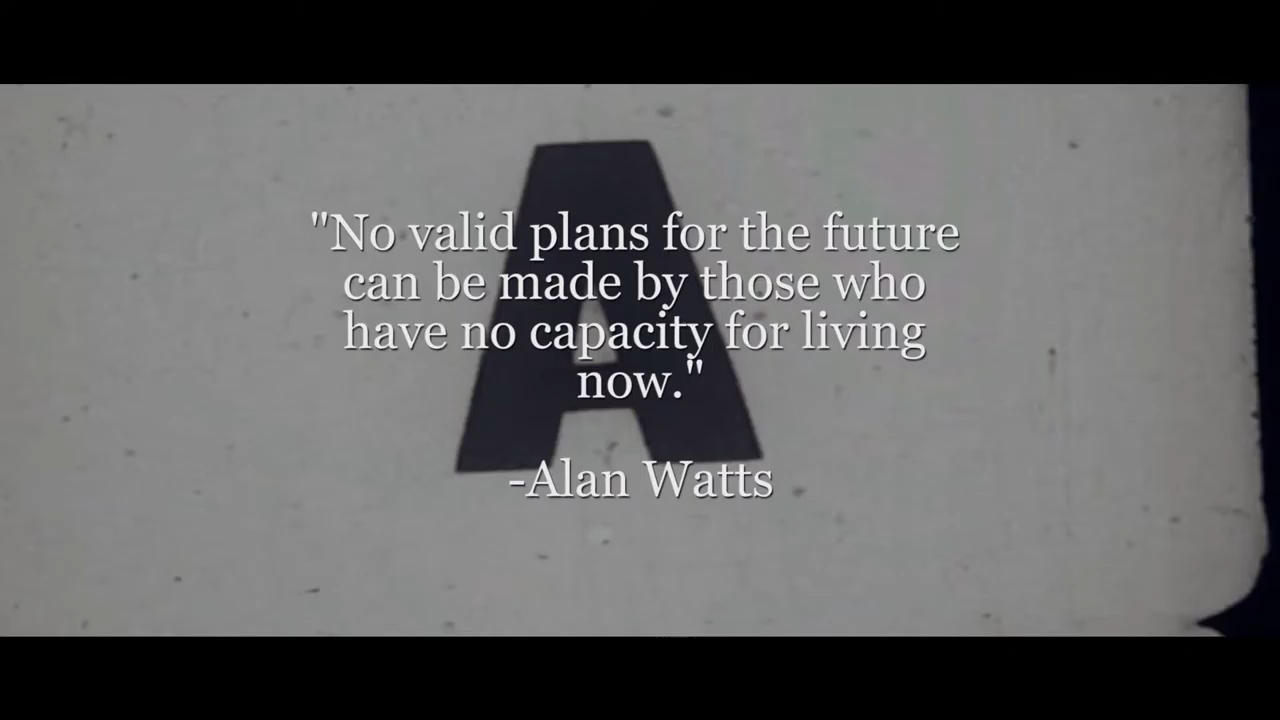 A
"No valid plans for the future
can be made by those who
have no capacity for living
now."
-Alan Watts